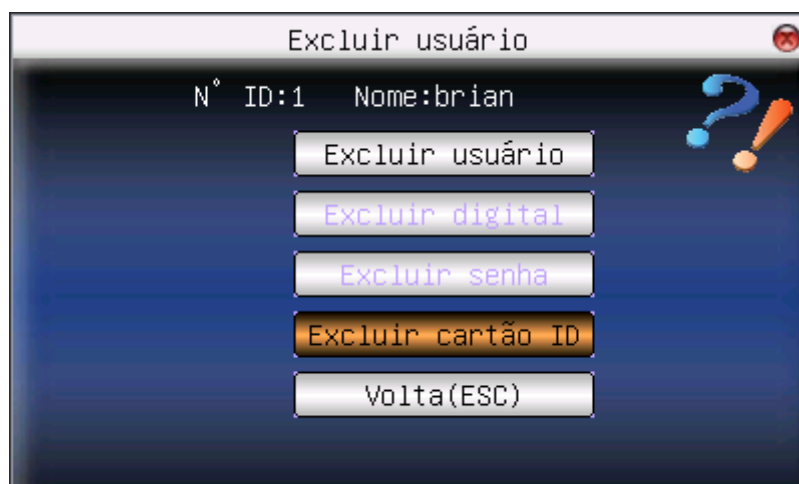 Excluir usuário
N° ID:1 Nome:brian
Excluir usuário
Excluir digital
Excluir senha
Excluir cartão ID
Volta(ESC)